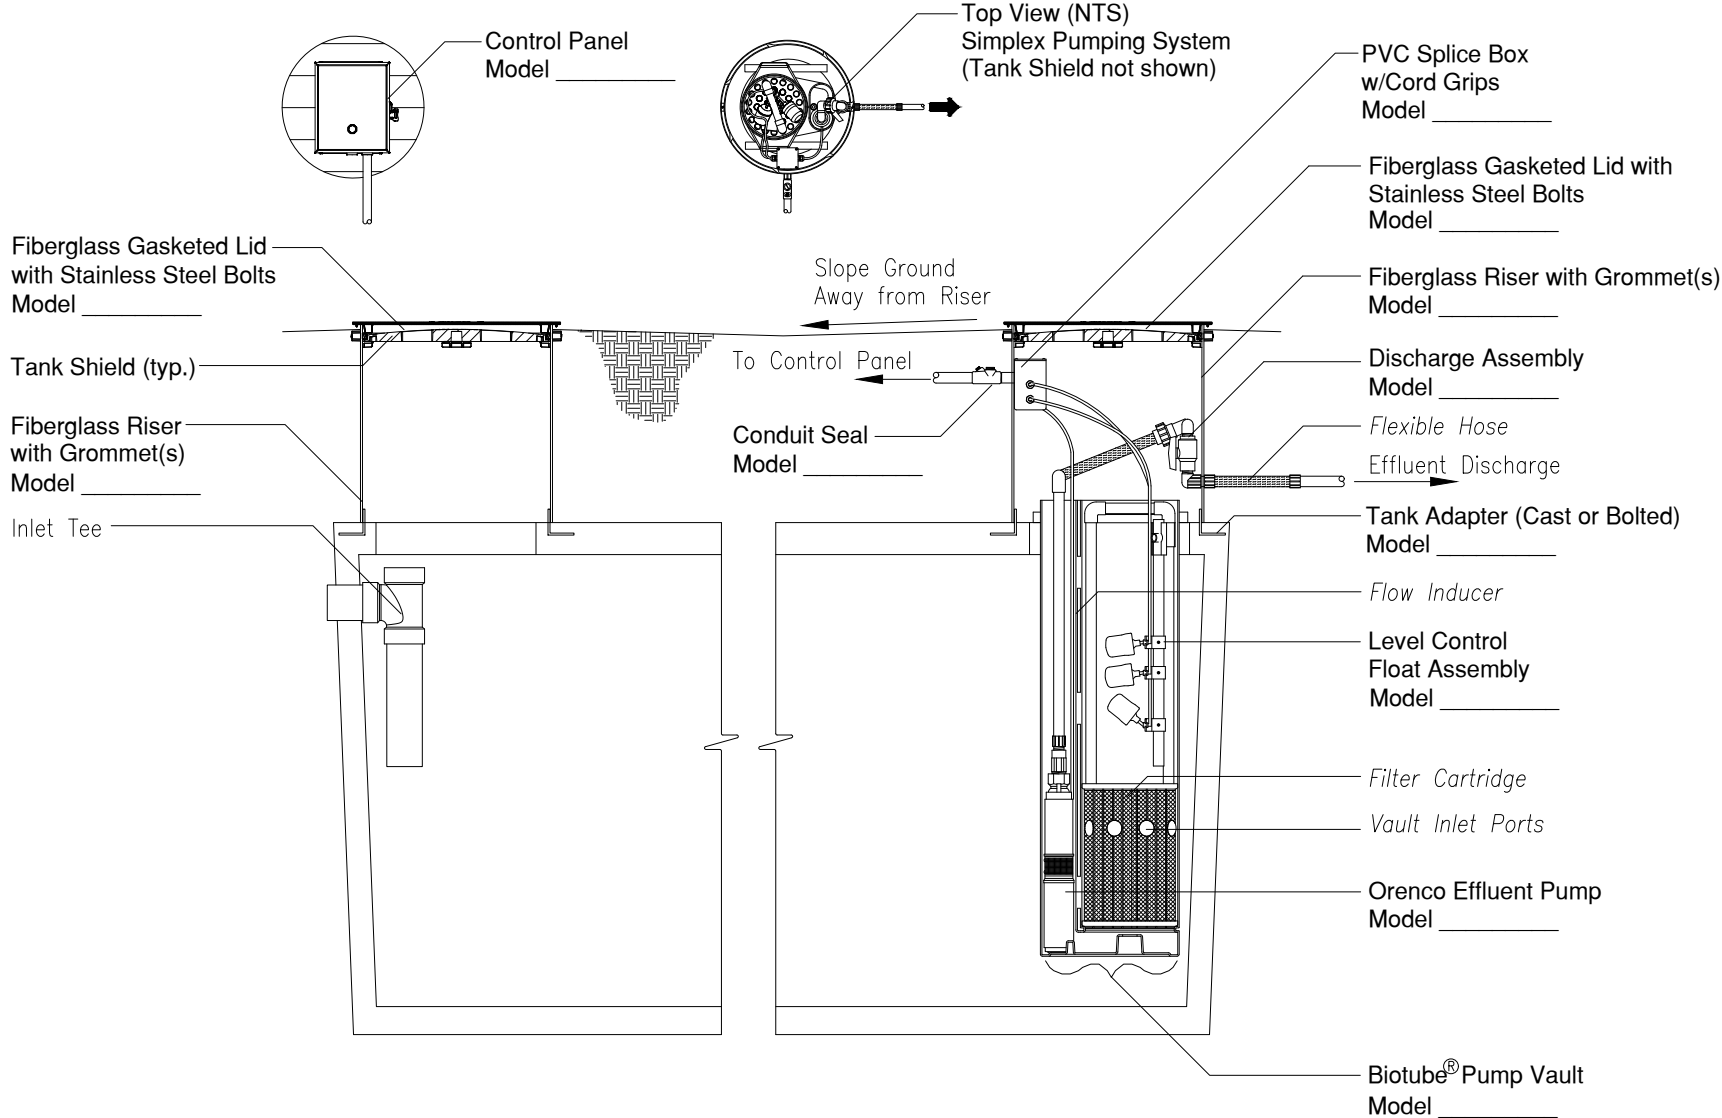 Control Panel
Model _________
Top View (NTS)
Simplex Pumping System
(Tank Shield not shown)
PVC Splice Box
w/Cord Grips
Model _________
Fiberglass Gasketed Lid with
Stainless Steel Bolts
Model _________
Fiberglass Gasketed Lid
with Stainless Steel Bolts
Model _________
Slope Ground
Away from Riser
Fiberglass Riser with Grommet(s)
Model _________
Tank Shield (typ.)
To Control Panel
Discharge Assembly
Model _________
Fiberglass Riser
with Grommet(s)
Model _________
Conduit Seal
Model _________
Flexible Hose
Effluent Discharge
Inlet Tee
Tank Adapter (Cast or Bolted)
Model _________
Flow Inducer
Level Control
Float Assembly
Model _________
Filter Cartridge
Vault Inlet Ports
Orenco Effluent Pump
Model _________
Biotube® Pump Vault
Model _________